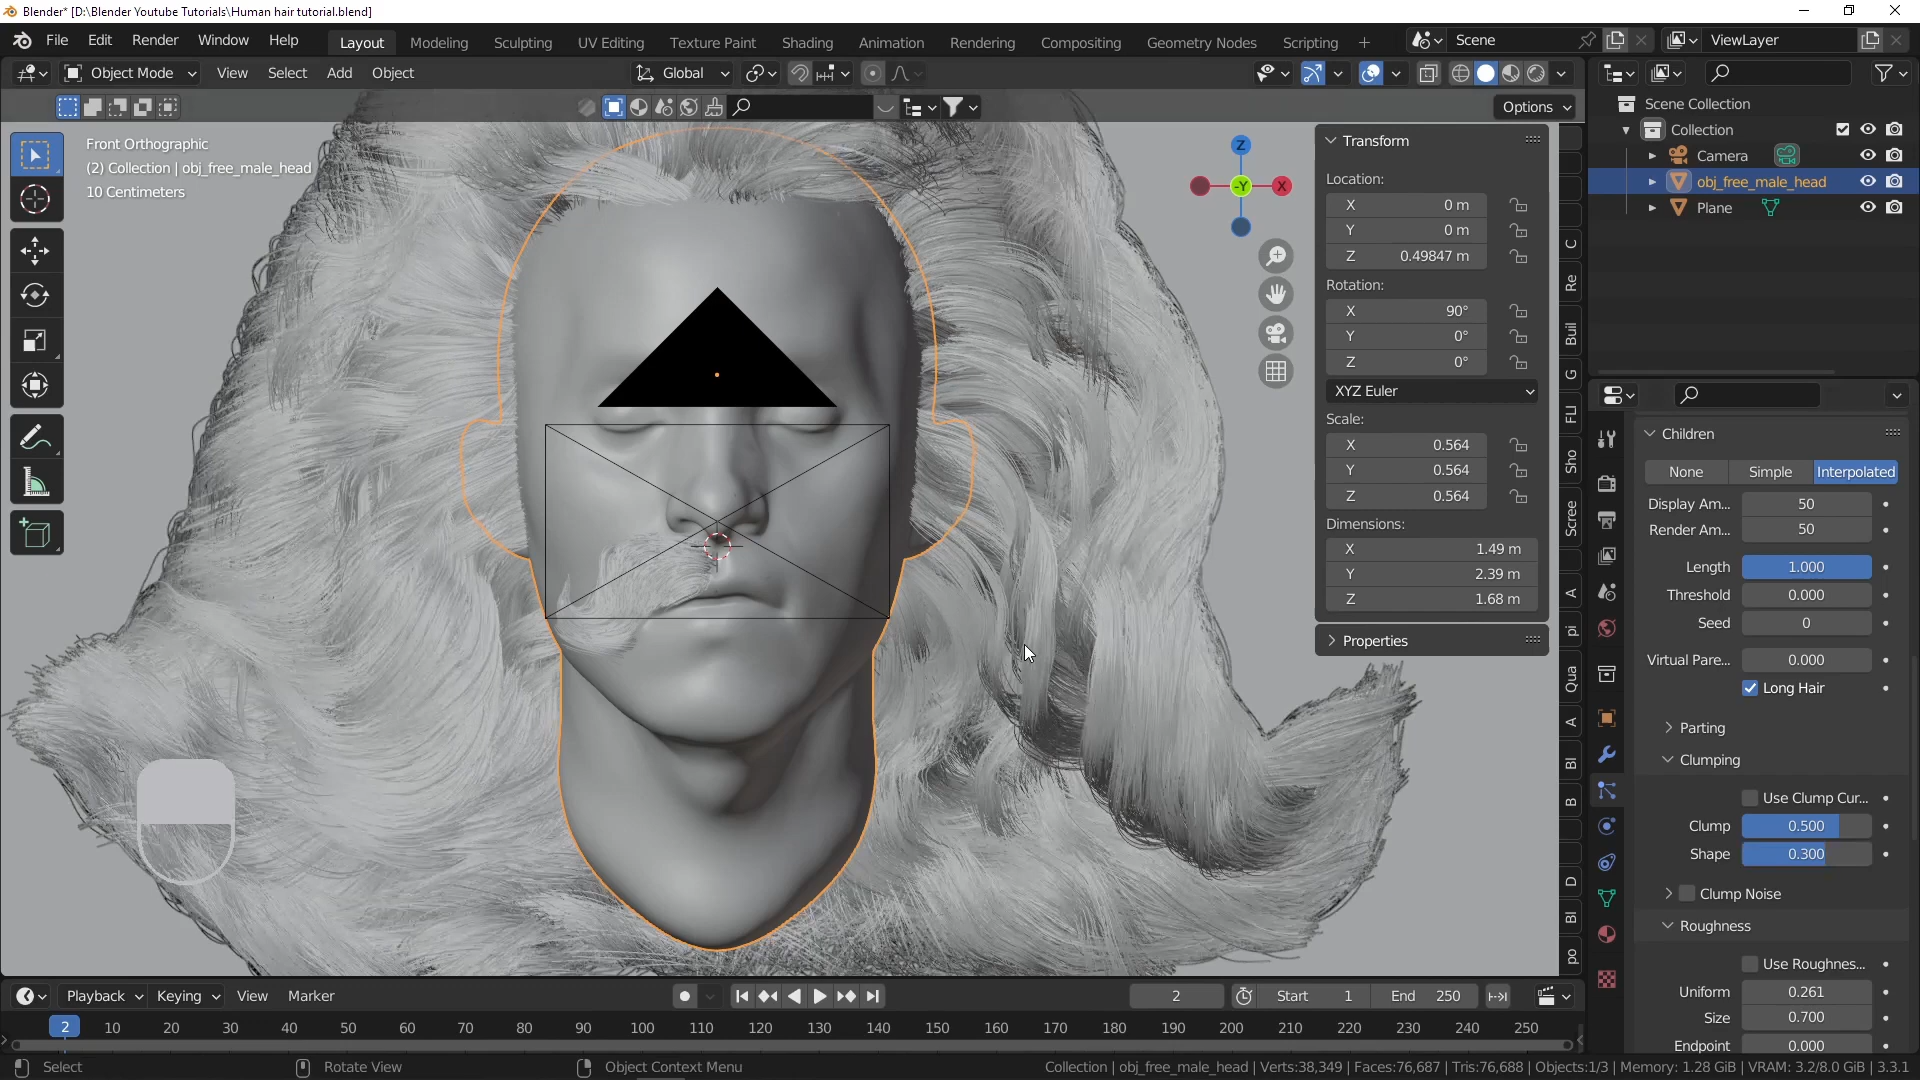 Blender* [D:\Blender Youtube Tutorials\Human hair tutorial.blend]
File Edit Render Window Help Layout Modeling Sculpting UV Editing Texture Paint Shading Animation Rendering Compositing Geometry Nodes Scripting + Scene ViewLayer
Object Mode View Select Add Object Global
Options
Front Orthographic
(2) Collection | obj_free_male_head
10 Centimeters
Z
-Y
X
Transform
Location:
X 0 m
Y 0 m
Z 0.49847 m
Rotation:
X 90°
Y 0°
Z 0°
XYZ Euler
Scale:
X 0.564
Y 0.564
Z 0.564
Dimensions:
X 1.49 m
Y 2.39 m
Z 1.68 m
Properties
C
Re
Buil
G
FLI
Sho
Scree
A
pi
Qua
A
Bl
B
D
Bl
po
Scene Collection
Collection
Camera
obj_free_male_head
Plane
Children
None Simple Interpolated
Display Am... 50
Render Am... 50
Length 1.000
Threshold 0.000
Seed 0
Virtual Pare... 0.000
Long Hair
Parting
Clumping
Use Clump Cur...
Clump 0.500
Shape 0.300
Clump Noise
Roughness
Use Roughnes...
Uniform 0.261
Size 0.700
Endpoint 0.000
Playback Keying View Marker 2 Start 1 End 250
2 10 20 30 40 50 60 70 80 90 100 110 120 130 140 150 160 170 180 190 200 210 220 230 240 250
Select Rotate View Object Context Menu Collection | obj_free_male_head | Verts:38,349 | Faces:76,687 | Tris:76,688 | Objects:1/3 | Memory: 1.28 GiB | VRAM: 3.2/8.0 GiB | 3.3.1